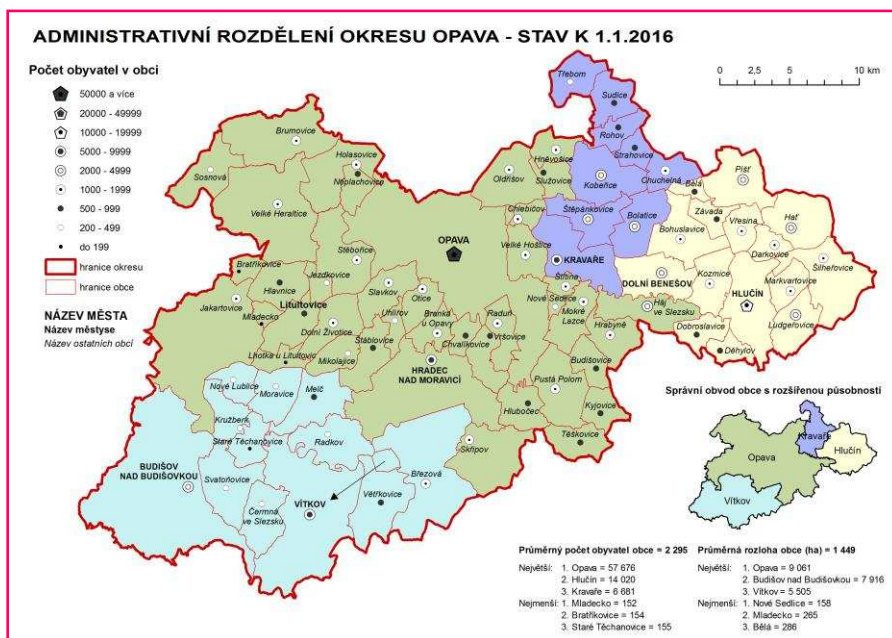 ADMINISTRATIVNÍ ROZDĚLENÍ OKRESU OPAVA - STAV K 1.1.2016
Počet obyvatel v obci
50000 a více
20000 - 49999
10000 - 19999
5000 - 9999
2000 - 4999
1000 - 1999
500 - 999
200 - 499
do 199
hranice okresu
hranice obce
NÁZEV MĚSTA
Název městyse
Název ostatních obcí
0 2,5 5 10 km
Třebom
Sudice
Rohov
Strahovice
Chuchelná
Kobeřice
Hněvošice
Služovice
Oldřišov
Brumovice
Holasovice
Neplachovice
Sosnová
Velké Heraltice
Štěpánkovice
Bolatice
Chlebičov
Velké Hoštice
KRAVAŘE
Bělá
Píšť
Závada
Vřesina
Hať
Bohuslavice
Darkovice
Šilheřovice
DOLNÍ BENEŠOV
Kozmice
Markvartovice
HLUČÍN
Ludgeřovice
Háj
ve Slezsku
Dobroslavice
Děhylov
OPAVA
Stěbořice
Bratříkovice
Jezdkovice
Hlavnice
Slavkov
Otice
Jakartovice
Litultovice
Mladecko
Dolní Životice
Uhlířov
Branka
u Opavy
Raduň
Štítina
Nové Sedlice
Mokré
Lazce
Hrabyně
Lhotka u Litultovic
Mikolajice
Štáblovice
Chvalíkovice
Vršovice
HRADEC
NAD MORAVICÍ
Budišovice
Pustá Polom
Hlubočec
Kyjovice
Těškovice
Skřipov
Nové Lublice
Moravice
Melč
Kružberk
Staré Těchanovice
Radkov
BUDIŠOV
NAD BUDIŠOVKOU
Svatoňovice
Čermná
ve Slezsku
VÍTKOV
Větřkovice
Březová
Správní obvod obce s rozšířenou působností
Kravaře
Opava
Hlučín
Vítkov
Průměrný počet obyvatel obce = 2 295
Největší: 1. Opava = 57 676
2. Hlučín = 14 020
3. Kravaře = 6 681
Nejmenší: 1. Mladecko = 152
2. Bratříkovice = 154
3. Staré Těchanovice = 155
Průměrná rozloha obce (ha) = 1 449
Největší: 1. Opava = 9 061
2. Budišov nad Budišovkou = 7 916
3. Vítkov = 5 505
Nejmenší: 1. Nové Sedlice = 158
2. Mladecko = 265
3. Bělá = 286